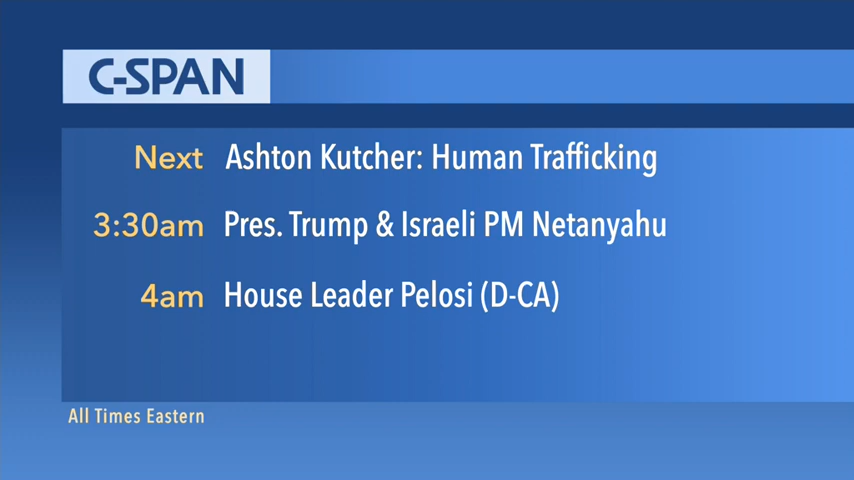 C-SPAN
Next Ashton Kutcher: Human Trafficking
3:30am Pres. Trump & Israeli PM Netanyahu
4am House Leader Pelosi (D-CA)
All Times Eastern